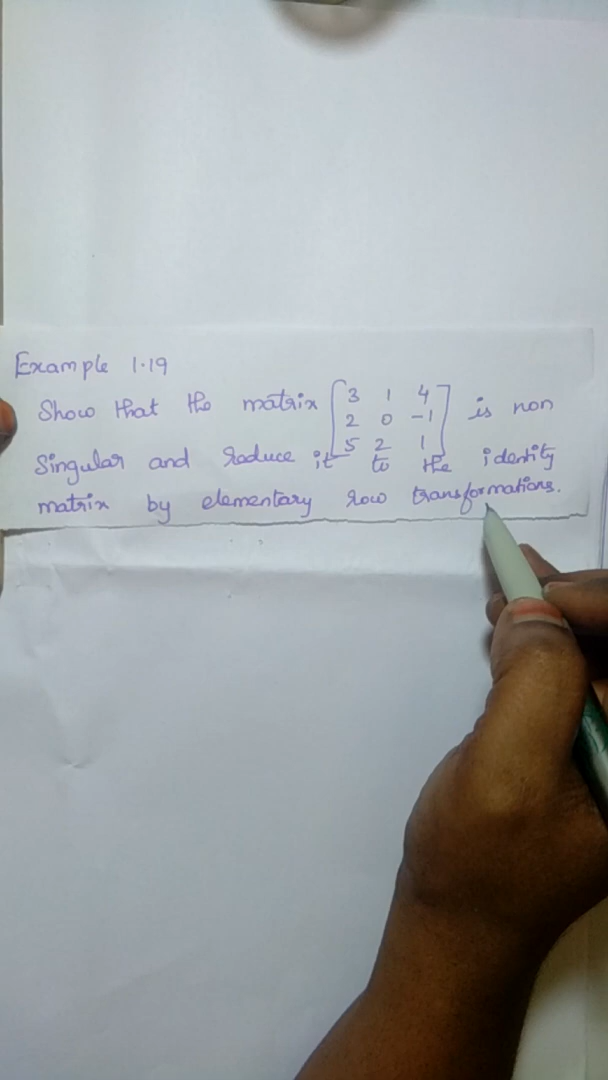 Example 1.19
Show that the matrix [3 1 4
2 0 -1
5 2 1] is non
Singular and reduce it to the identity
matrix by elementary row transformations.